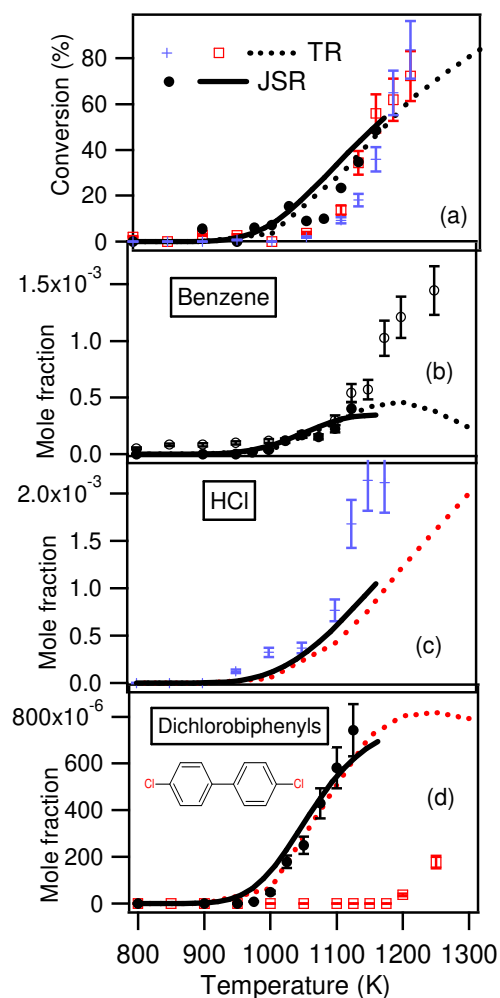 80
60
40
20
0
Conversion (%)
TR
JSR
(a)
1.5x10-3
1.0
0.5
0.0
Mole fraction
Benzene
(b)
2.0x10-3
1.5
1.0
0.5
0.0
Mole fraction
HCl
(c)
800x10-6
600
400
200
0
Mole fraction
Dichlorobiphenyls
Cl Cl
(d)
800 900 1000 1100 1200 1300
Temperature (K)